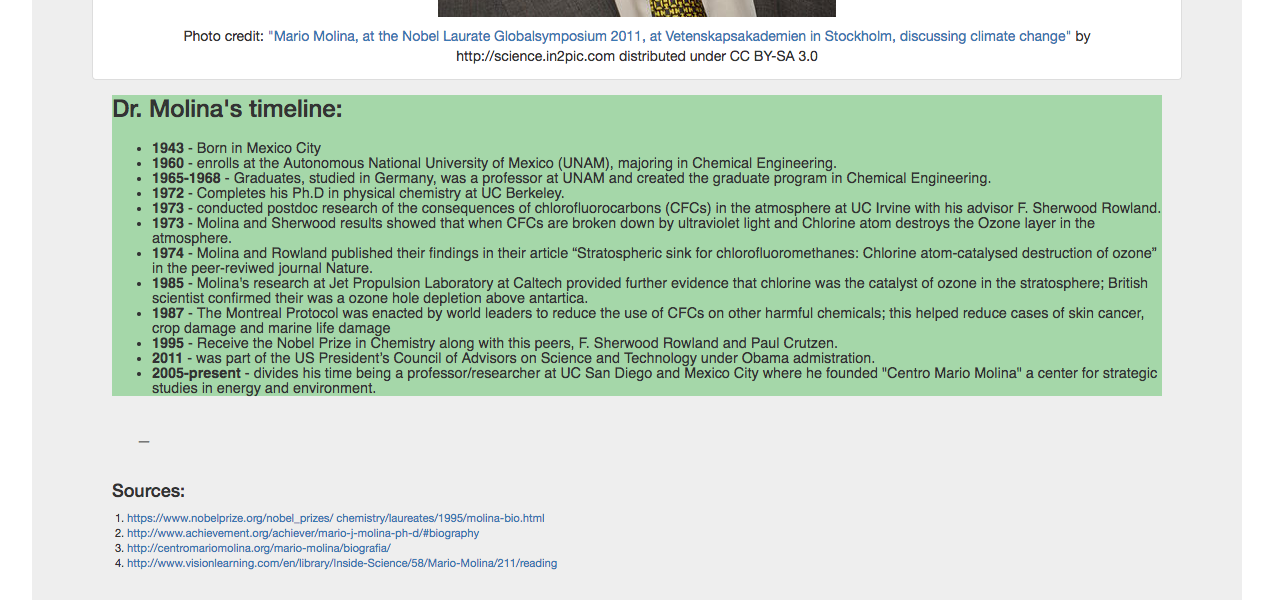 Photo credit: "Mario Molina, at the Nobel Laurate Globalsymposium 2011, at Vetenskapsakademien in Stockholm, discussing climate change" by
http://science.in2pic.com distributed under CC BY-SA 3.0
Dr. Molina's timeline:
• 1943 - Born in Mexico City
• 1960 - enrolls at the Autonomous National University of Mexico (UNAM), majoring in Chemical Engineering.
• 1965-1968 - Graduates, studied in Germany, was a professor at UNAM and created the graduate program in Chemical Engineering.
• 1972 - Completes his Ph.D in physical chemistry at UC Berkeley.
• 1973 - conducted postdoc research of the consequences of chlorofluorocarbons (CFCs) in the atmosphere at UC Irvine with his advisor F. Sherwood Rowland.
• 1973 - Molina and Sherwood results showed that when CFCs are broken down by ultraviolet light and Chlorine atom destroys the Ozone layer in the
atmosphere.
• 1974 - Molina and Rowland published their findings in their article “Stratospheric sink for chlorofluoromethanes: Chlorine atom-catalysed destruction of ozone”
in the peer-reviwed journal Nature.
• 1985 - Molina's research at Jet Propulsion Laboratory at Caltech provided further evidence that chlorine was the catalyst of ozone in the stratosphere; British
scientist confirmed their was a ozone hole depletion above antartica.
• 1987 - The Montreal Protocol was enacted by world leaders to reduce the use of CFCs on other harmful chemicals; this helped reduce cases of skin cancer,
crop damage and marine life damage
• 1995 - Receive the Nobel Prize in Chemistry along with this peers, F. Sherwood Rowland and Paul Crutzen.
• 2011 - was part of the US President's Council of Advisors on Science and Technology under Obama admistration.
• 2005-present - divides his time being a professor/researcher at UC San Diego and Mexico City where he founded "Centro Mario Molina" a center for strategic
studies in energy and environment.
—
Sources:
1. https://www.nobelprize.org/nobel_prizes/ chemistry/laureates/1995/molina-bio.html
2. http://www.achievement.org/achiever/mario-j-molina-ph-d/#biography
3. http://centromariomolina.org/mario-molina/biografia/
4. http://www.visionlearning.com/en/library/Inside-Science/58/Mario-Molina/211/reading